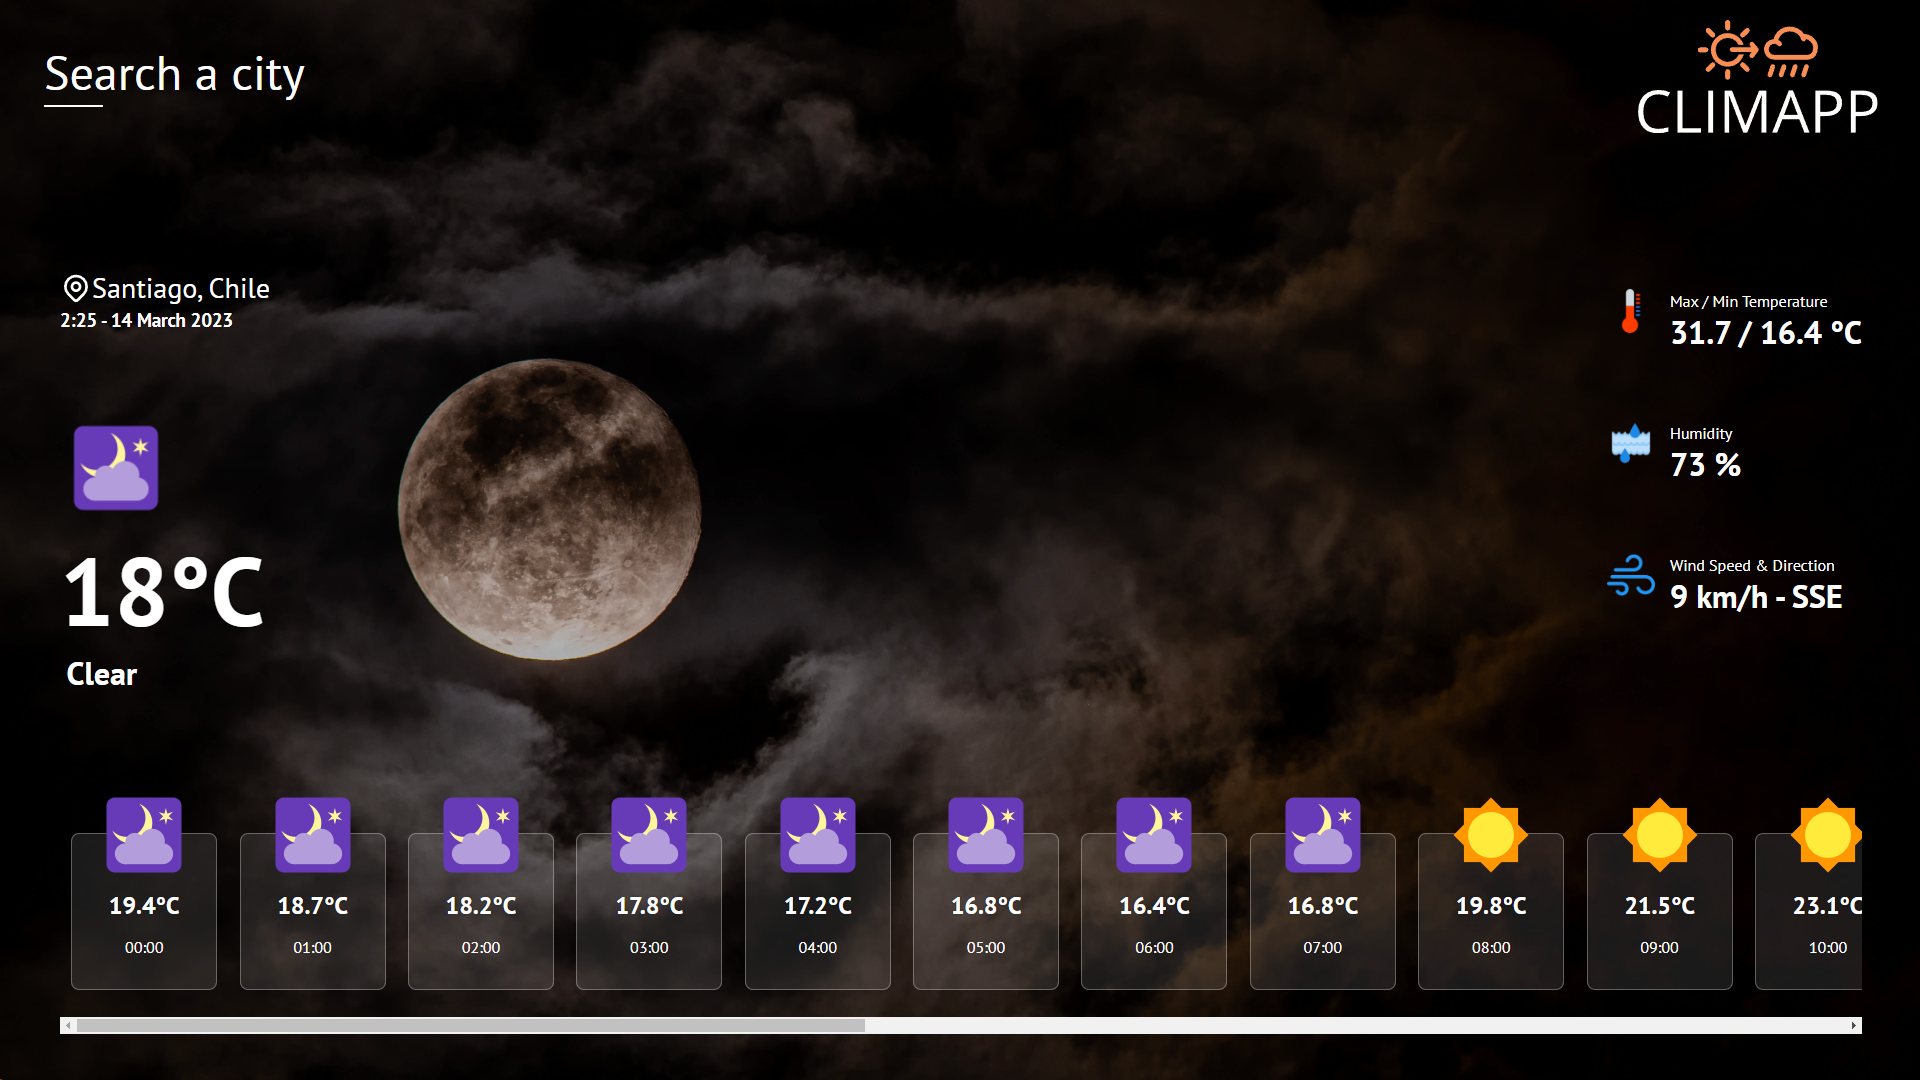 Search a city
CLIMAPP
Santiago, Chile
2:25 - 14 March 2023
18°C
Clear
Max / Min Temperature
31.7 / 16.4 °C
Humidity
73 %
Wind Speed & Direction
9 km/h - SSE
19.4°C
00:00
18.7°C
01:00
18.2°C
02:00
17.8°C
03:00
17.2°C
04:00
16.8°C
05:00
16.4°C
06:00
16.8°C
07:00
19.8°C
08:00
21.5°C
09:00
23.1°C
10:00